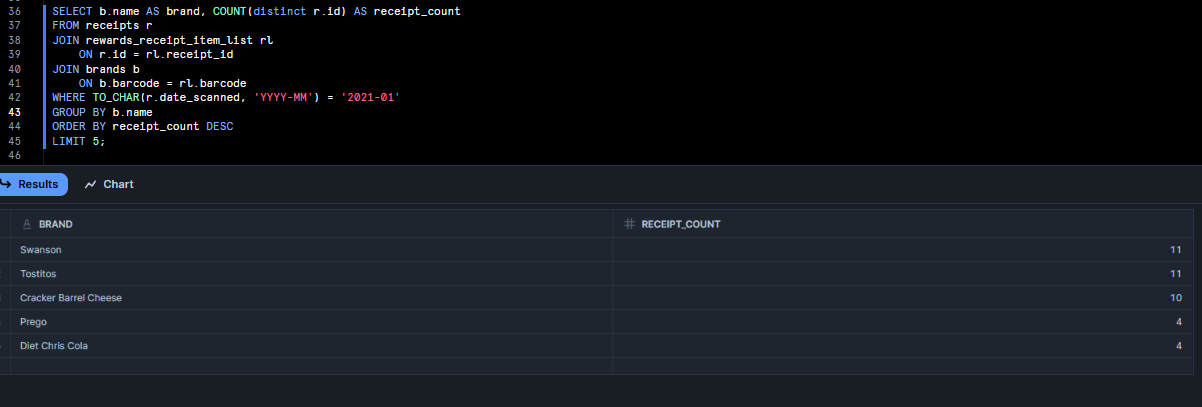 36 SELECT b.name AS brand, COUNT(distinct r.id) AS receipt_count
37 FROM receipts r
38 JOIN rewards_receipt_item_list rl
39 ON r.id = rl.receipt_id
40 JOIN brands b
41 ON b.barcode = rl.barcode
42 WHERE TO_CHAR(r.date_scanned, 'YYYY-MM') = '2021-01'
43 GROUP BY b.name
44 ORDER BY receipt_count DESC
45 LIMIT 5;
46
Results Chart
A BRAND # RECEIPT_COUNT
Swanson 11
Tostitos 11
Cracker Barrel Cheese 10
Prego 4
Diet Chris Cola 4